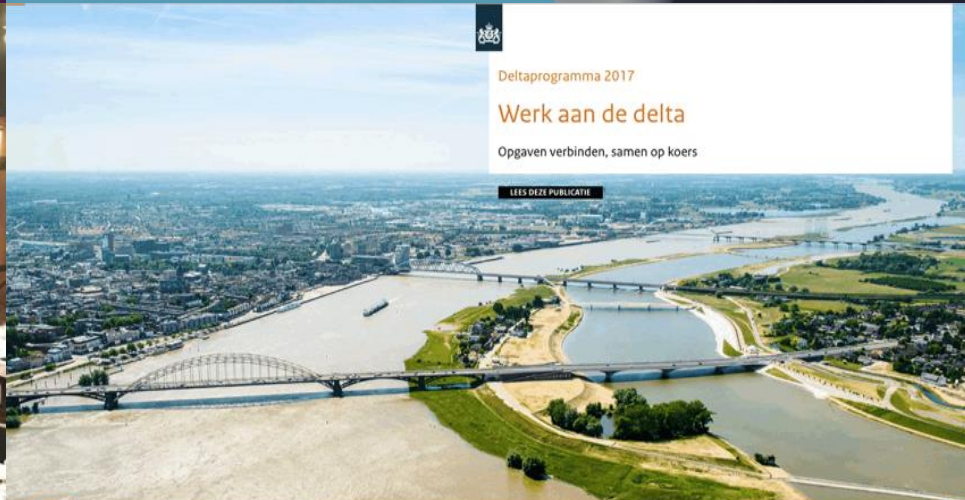 Deltaprogramma 2017
Werk aan de delta
Opgaven verbinden, samen op koers
LEES DEZE PUBLICATIE